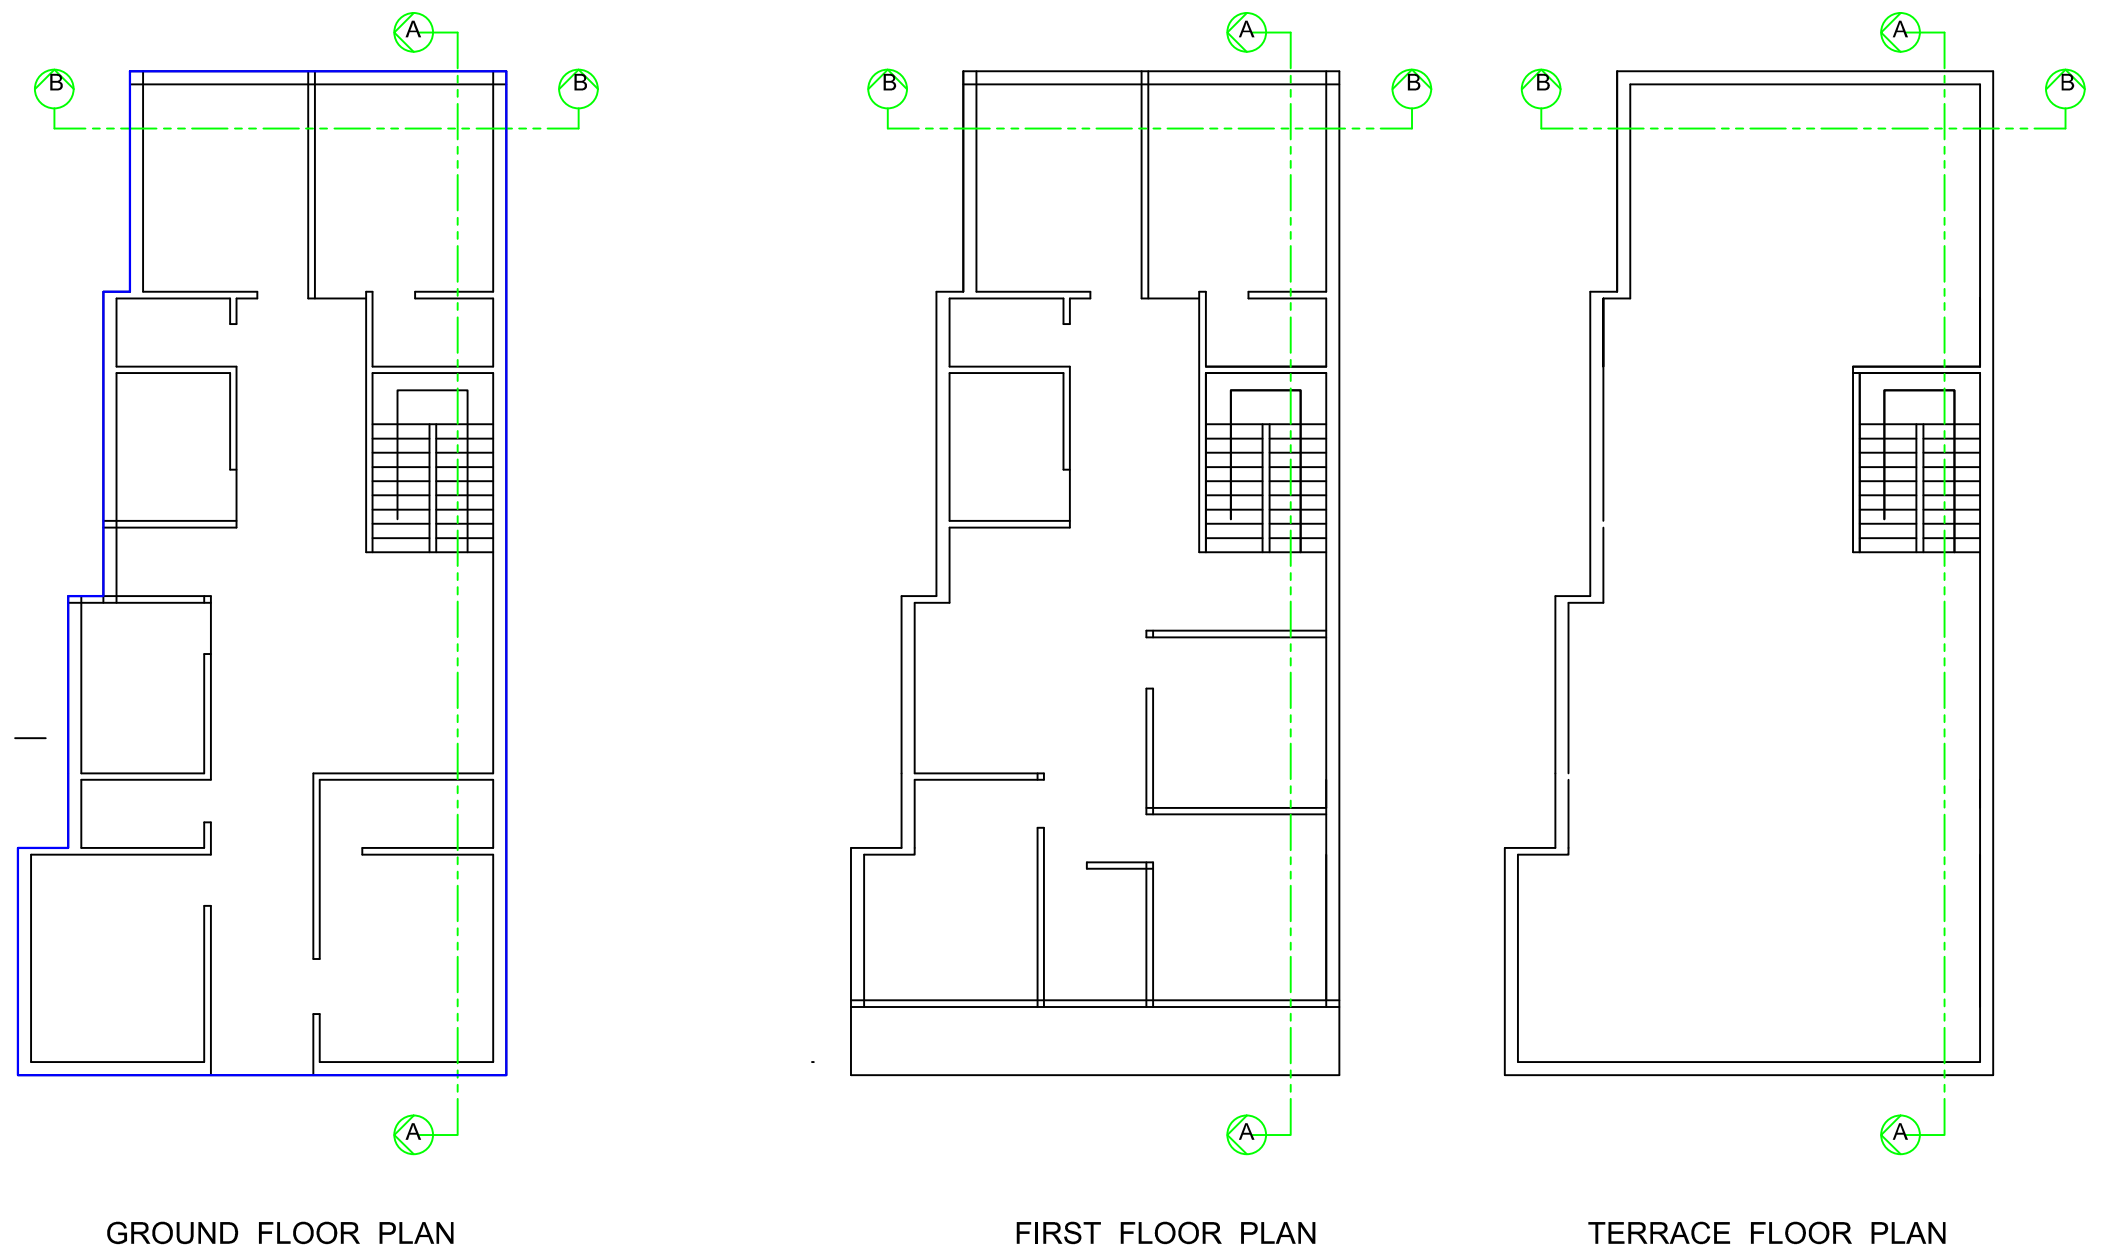 A A A
B B B B B B
A A A
GROUND FLOOR PLAN
FIRST FLOOR PLAN
TERRACE FLOOR PLAN